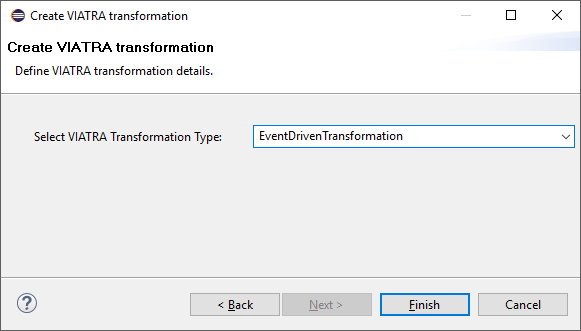 Create VIATRA transformation
Create VIATRA transformation
Define VIATRA transformation details.
Select VIATRA Transformation Type: EventDrivenTransformation
? < Back Next > Finish Cancel